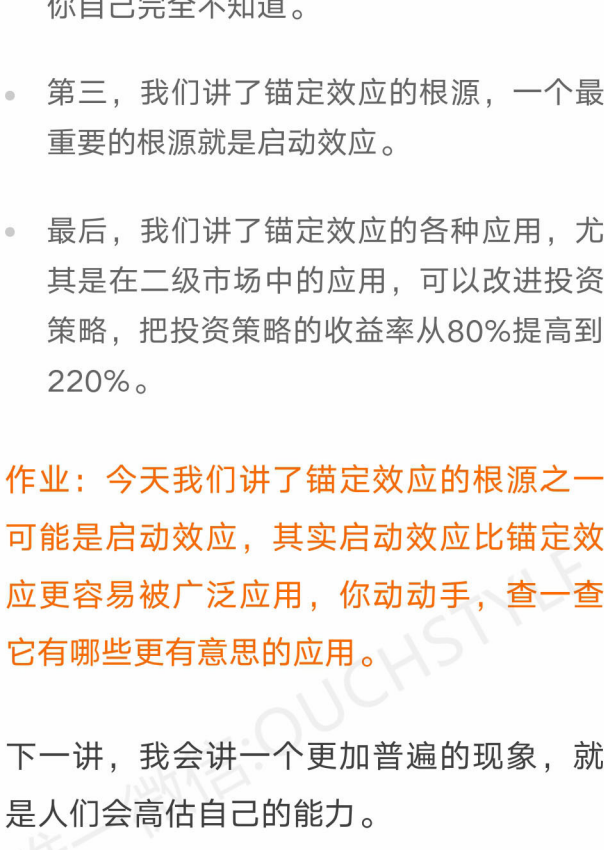 你自己完全不知道。
第三，我们讲了锚定效应的根源，一个最
重要的根源就是启动效应。
最后，我们讲了锚定效应的各种应用，尤
其是在二级市场中的应用，可以改进投资
策略，把投资策略的收益率从80%提高到
220%。
作业：今天我们讲了锚定效应的根源之一
可能是启动效应，其实启动效应比锚定效
应更容易被广泛应用，你动动手，查一查
它有哪些更有意思的应用。
下一讲，我会讲一个更加普遍的现象，就
是人们会高估自己的能力。
唯一微信:OUCHSTYLE